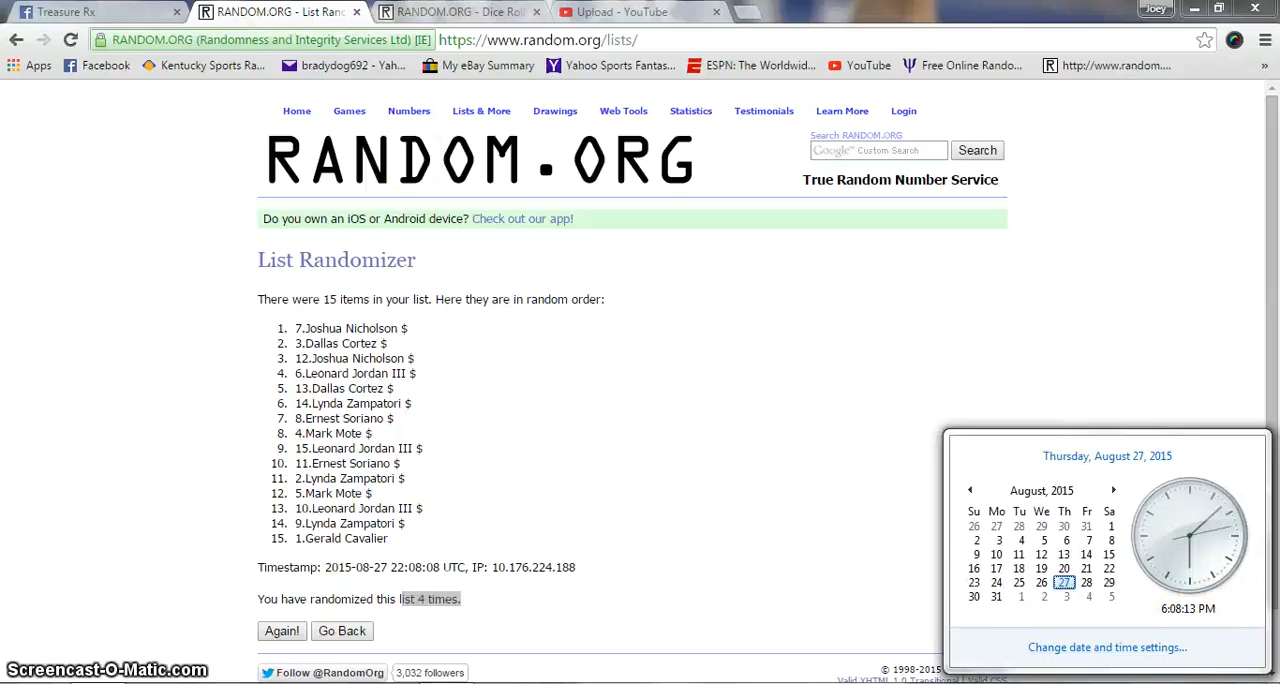 Treasure Rx
RANDOM.ORG - List Ranc
RANDOM.ORG - Dice Roll
Upload - YouTube
Joey
RANDOM.ORG (Randomness and Integrity Services Ltd) [IE] https://www.random.org/lists/
Apps Facebook Kentucky Sports Ra... bradydog692 - Yah... My eBay Summary Yahoo Sports Fantas... ESPN: The Worldwid... YouTube Free Online Rando... http://www.random.... »
Home Games Numbers Lists & More Drawings Web Tools Statistics Testimonials Learn More Login
RANDOM.ORG
Search RANDOM.ORG
Google™ Custom Search Search
True Random Number Service
Do you own an iOS or Android device? Check out our app!
List Randomizer
There were 15 items in your list. Here they are in random order:
1. 7.Joshua Nicholson $
2. 3.Dallas Cortez $
3. 12.Joshua Nicholson $
4. 6.Leonard Jordan III $
5. 13.Dallas Cortez $
6. 14.Lynda Zampatori $
7. 8.Ernest Soriano $
8. 4.Mark Mote $
9. 15.Leonard Jordan III $
10. 11.Ernest Soriano $
11. 2.Lynda Zampatori $
12. 5.Mark Mote $
13. 10.Leonard Jordan III $
14. 9.Lynda Zampatori $
15. 1.Gerald Cavalier
Timestamp: 2015-08-27 22:08:08 UTC, IP: 10.176.224.188
You have randomized this list 4 times.
Again! Go Back
Follow @RandomOrg 3,032 followers
© 1998-2015
Valid XHTML 1.0 Transitional | Valid CSS
Thursday, August 27, 2015
August, 2015
Su Mo Tu We Th Fr Sa
26 27 28 29 30 31 1
2 3 4 5 6 7 8
9 10 11 12 13 14 15
16 17 18 19 20 21 22
23 24 25 26 27 28 29
30 31 1 2 3 4 5
6:08:13 PM
Change date and time settings...
Screencast-O-Matic.com